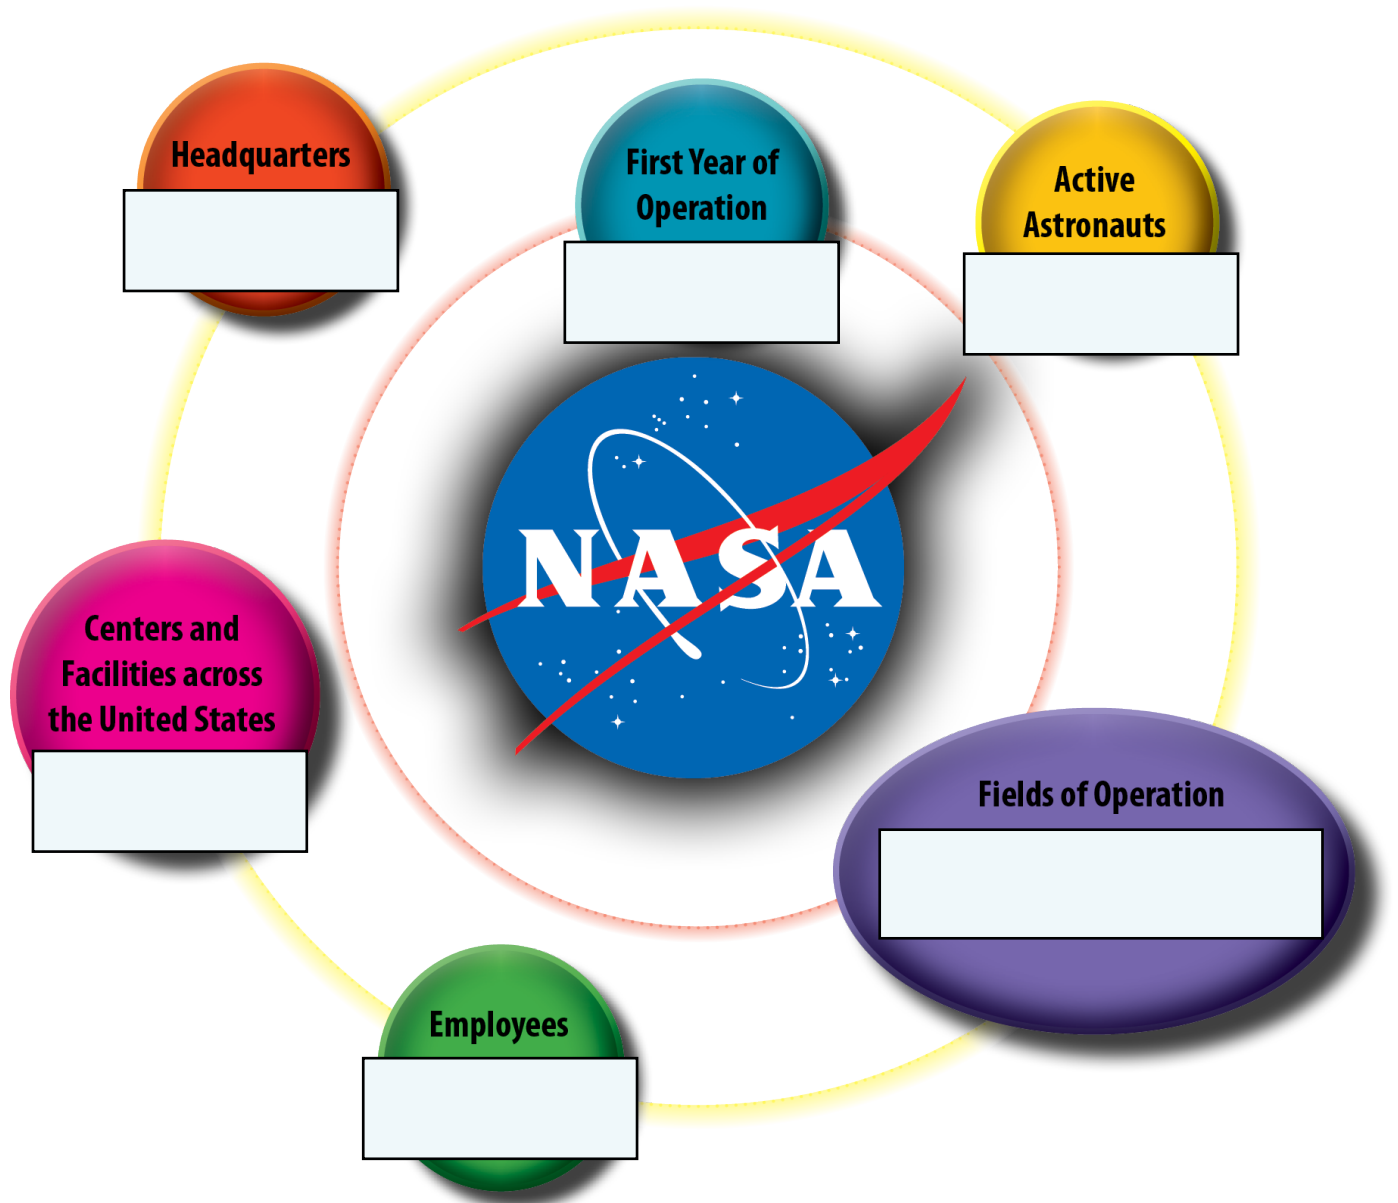 Headquarters
First Year of
Operation
Active
Astronauts
NASA
Centers and
Facilities across
the United States
Fields of Operation
Employees